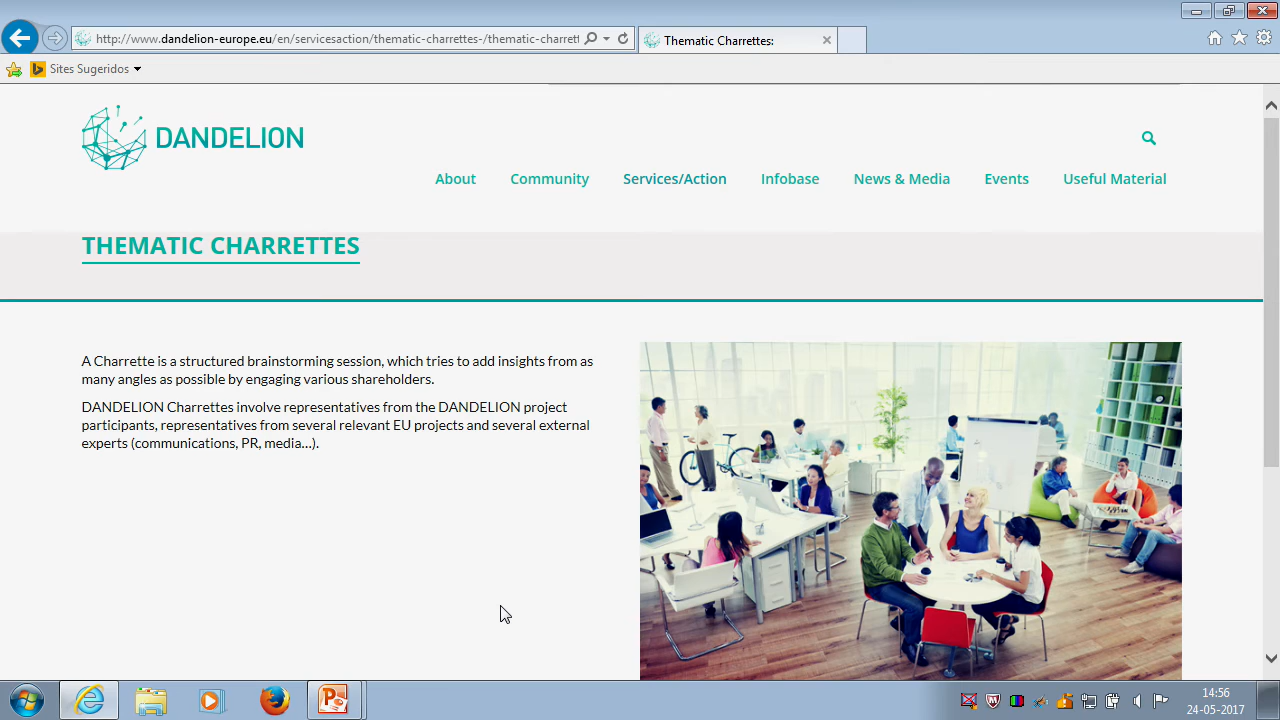 http://www.dandelion-europe.eu/en/servicesaction/thematic-charrettes-/thematic-charrett
Thematic Charrettes:
Sites Sugeridos
DANDELION
About Community Services/Action Infobase News & Media Events Useful Material
THEMATIC CHARRETTES
A Charrette is a structured brainstorming session, which tries to add insights from as
many angles as possible by engaging various shareholders.
DANDELION Charrettes involve representatives from the DANDELION project
participants, representatives from several relevant EU projects and several external
experts (communications, PR, media...).
14:56
24-05-2017